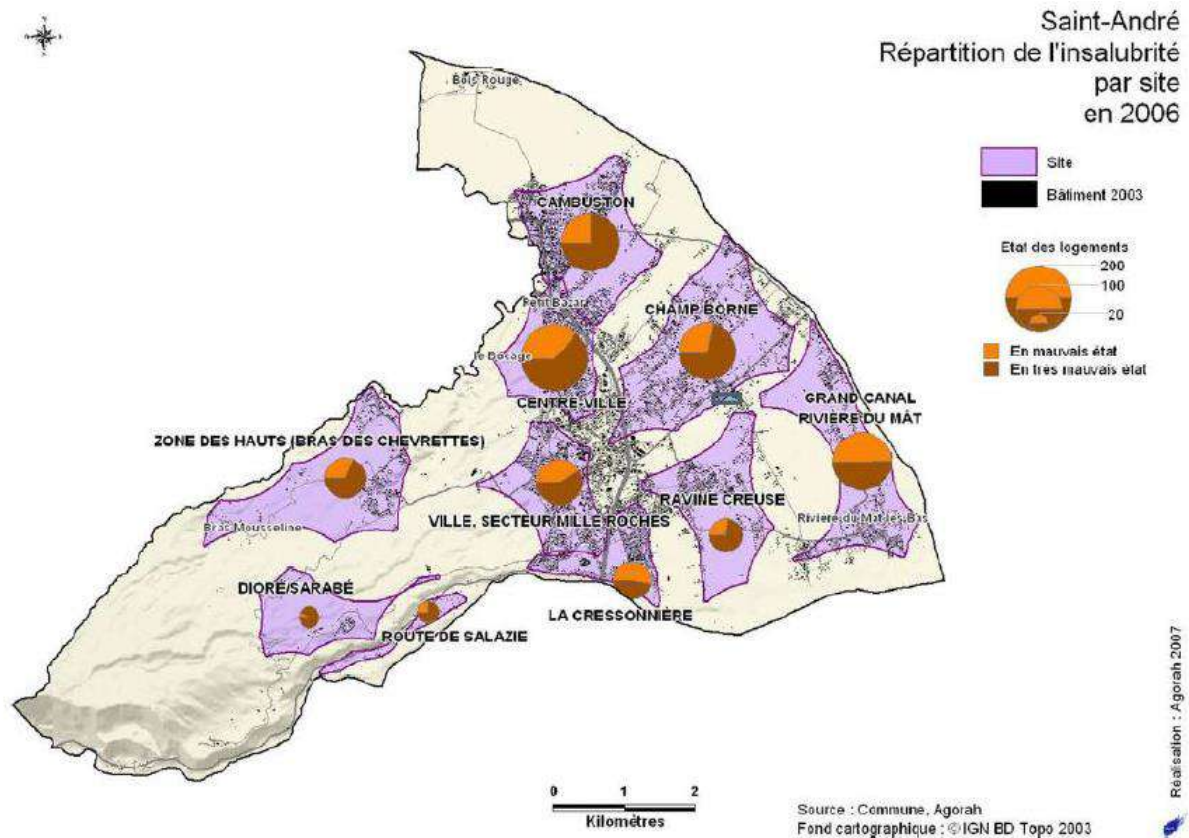 Saint-André
Répartition de l'insalubrité
par site
en 2006
Site
Bâtiment 2003
Etat des logements
200
100
20
En mauvais état
En très mauvais état
Bois Rouge
CAMBUSTON
Petit Bazar
CHAMP BORNE
CENTRE-VILLE
GRAND CANAL
RIVIÈRE DU MÂT
ZONE DES HAUTS (BRAS DES CHEVRETTES)
RAVINE CREUSE
VILLE, SECTEUR MILLE ROCHES
Bras Mousseline
Rivière du Mat les Bas
DIORÉ/SARABÉ
LA CRESSONNIÈRE
ROUTE DE SALAZIE
0 1 2
Kilomètres
Source : Commune, Agorah
Fond cartographique : © IGN BD Topo 2003
Réalisation : Agorah 2007